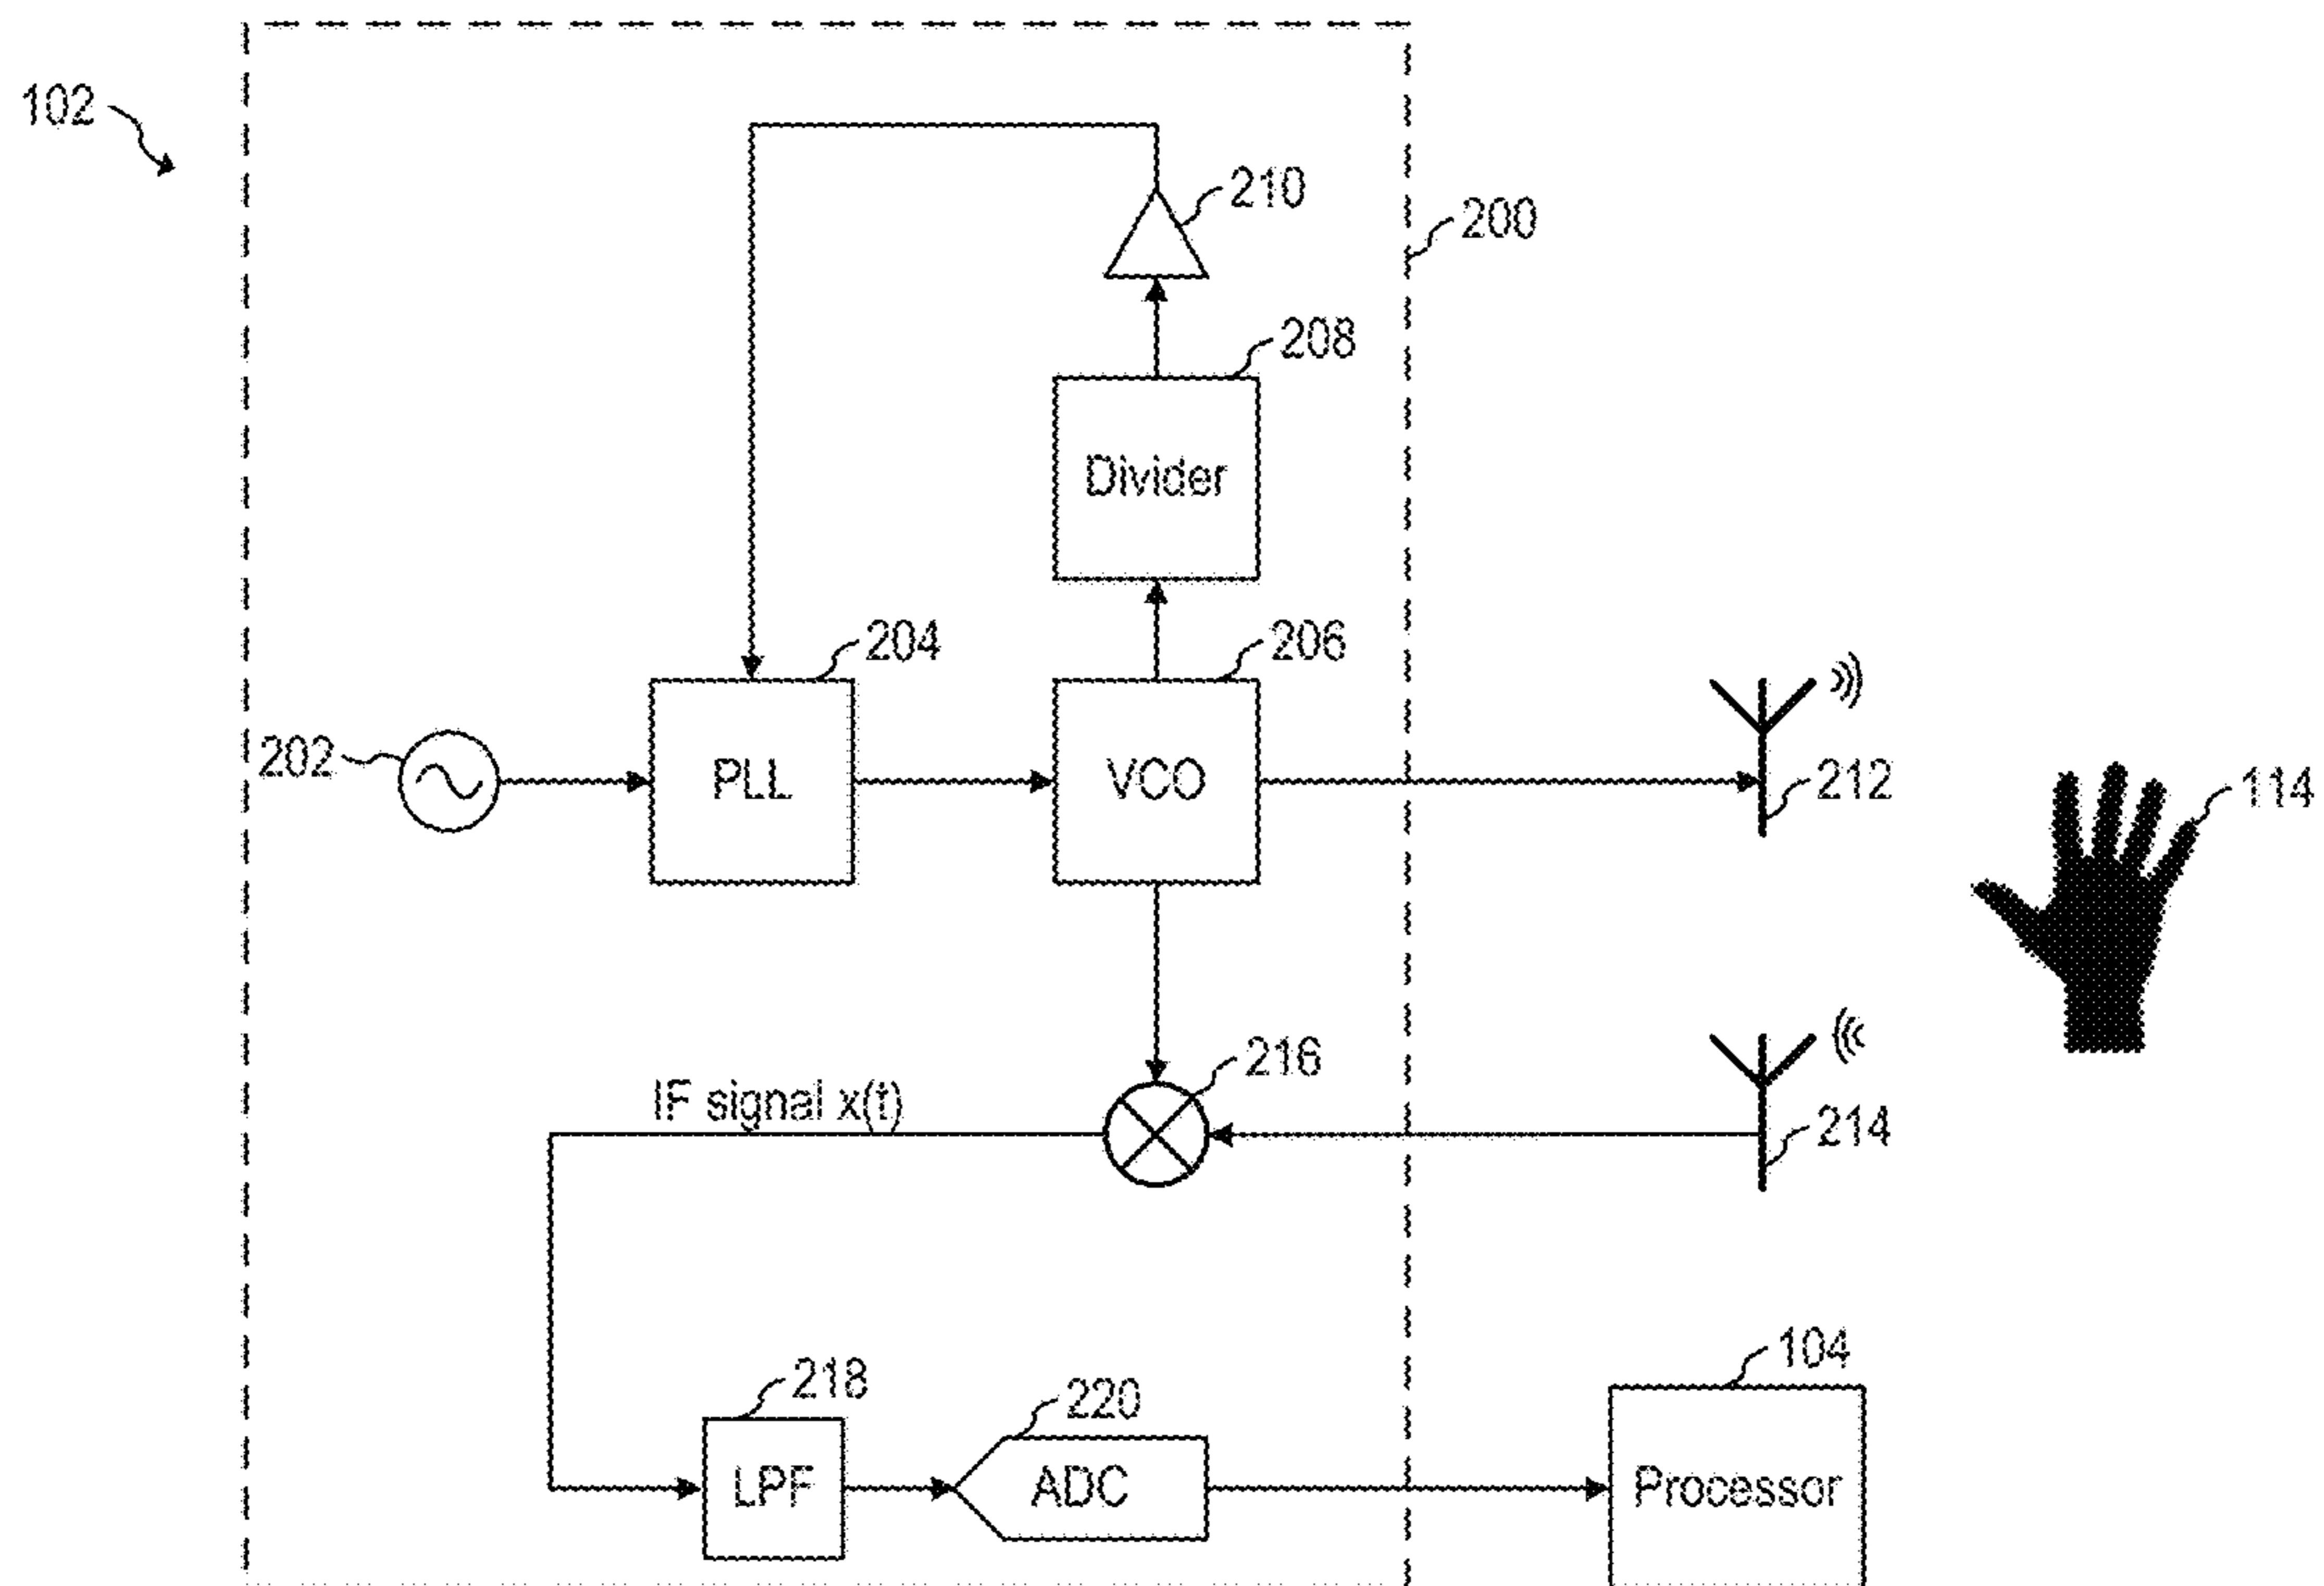 102
210
200
208
Divider
204
206
202
PLL
VCO
212
114
216
IF signal x(t)
214
104
218
220
LPF
ADC
Processor